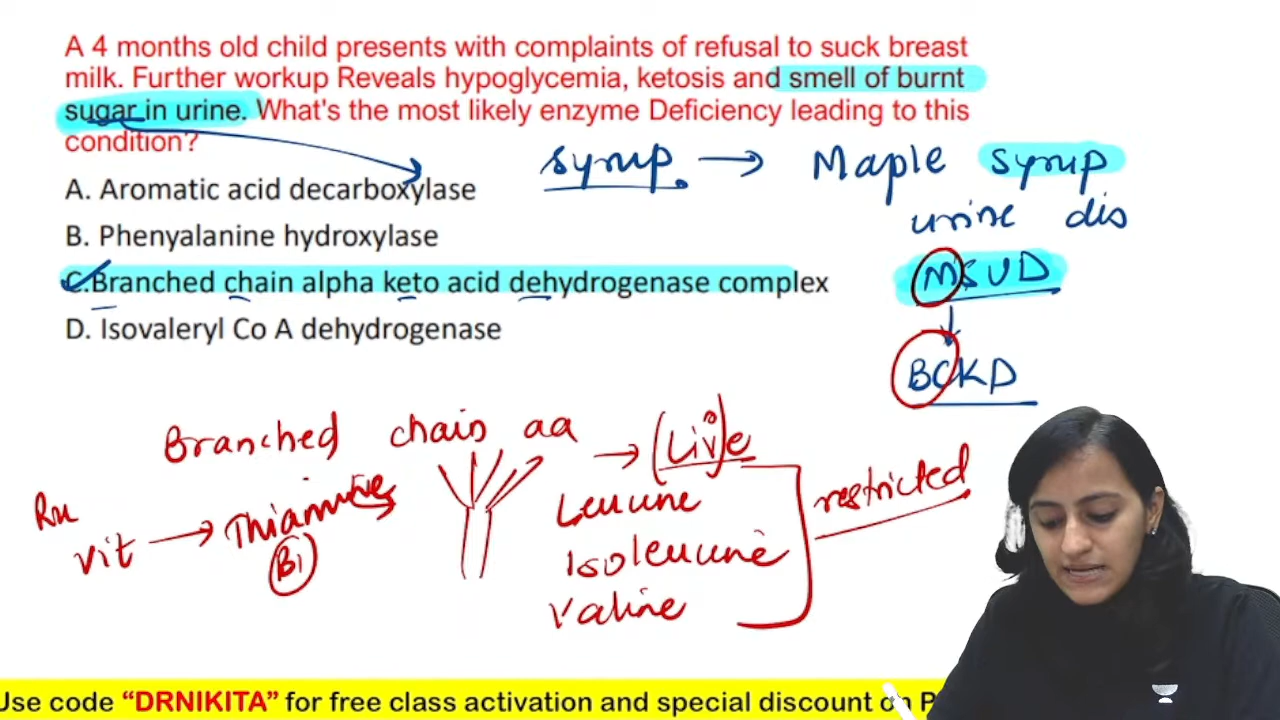 A 4 months old child presents with complaints of refusal to suck breast
milk. Further workup Reveals hypoglycemia, ketosis and smell of burnt
sugar in urine. What's the most likely enzyme Deficiency leading to this
condition?
syrup. → Maple syrup
urine dis
A. Aromatic acid decarboxylase
B. Phenyalanine hydroxylase
C. Branched chain alpha keto acid dehydrogenase complex
D. Isovaleryl Co A dehydrogenase
MSUD
BCKD
Branched chain aa → (Liv)e
Leucine
Isoleucine
Valine
restricted
Rx
vit → Thiamine
B1
Use code “DRNIKITA” for free class activation and special discount on P